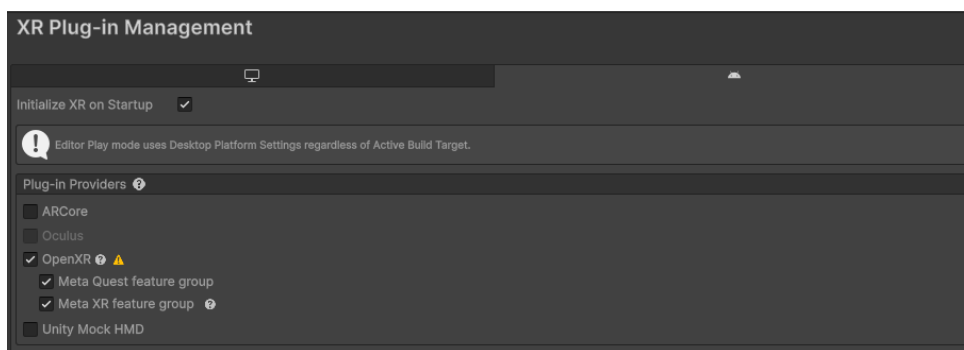 XR Plug-in Management
Initialize XR on Startup
Editor Play mode uses Desktop Platform Settings regardless of Active Build Target.
Plug-in Providers
ARCore
Oculus
OpenXR
Meta Quest feature group
Meta XR feature group
Unity Mock HMD